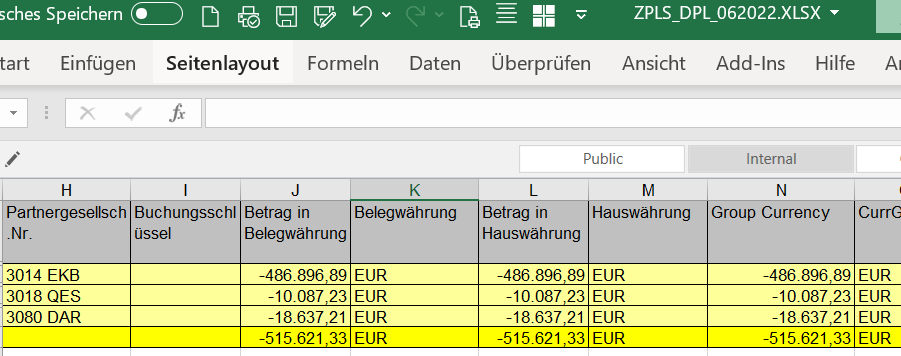 sches Speichern ZPLS_DPL_062022.XLSX
tart Einfügen Seitenlayout Formeln Daten Überprüfen Ansicht Add-Ins Hilfe A
fx
Public Internal
H I J K L M N
Partnergesellsch Buchungsschl Betrag in Belegwährung Betrag in Hauswährung Group Currency CurrG
.Nr. üssel Belegwährung Hauswährung
3014 EKB -486.896,89 EUR -486.896,89 EUR -486.896,89 EUR
3018 QES -10.087,23 EUR -10.087,23 EUR -10.087,23 EUR
3080 DAR -18.637,21 EUR -18.637,21 EUR -18.637,21 EUR
-515.621,33 EUR -515.621,33 EUR -515.621,33 EUR